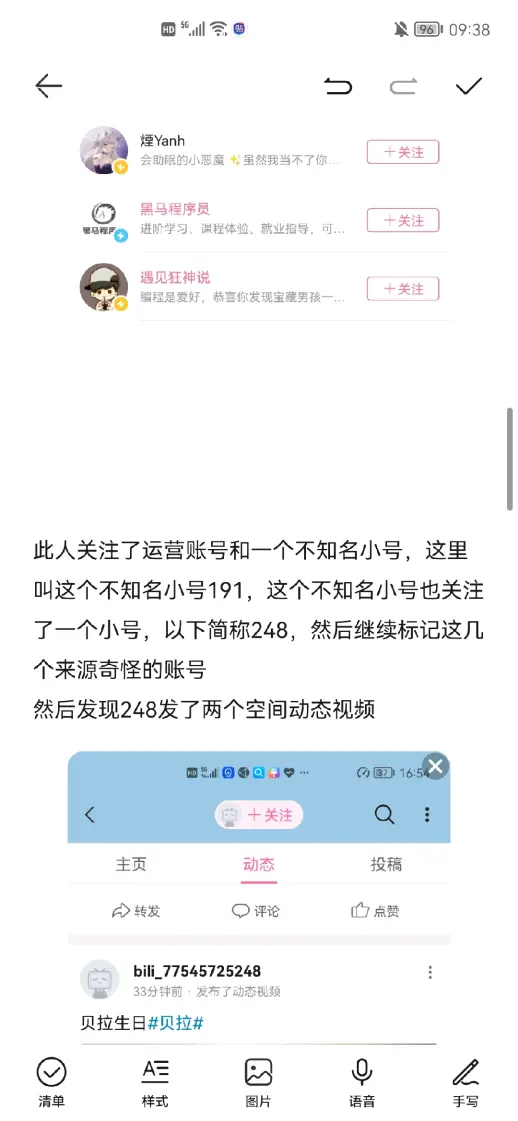 HD 5G 96 09:38
煙Yanh
会助眠的小恶魔 ✨虽然我当不了你...
+关注
黑马程序员
进阶学习、课程体验、就业指导，可...
+关注
遇见狂神说
编程是爱好，恭喜你发现宝藏男孩一...
+关注
此人关注了运营账号和一个不知名小号，这里
叫这个不知名小号191，这个不知名小号也关注
了一个小号，以下简称248，然后继续标记这几
个来源奇怪的账号
然后发现248发了两个空间动态视频
HD 5G 87 16:54
+关注
主页 动态 投稿
转发 评论 点赞
bili_77545725248
33分钟前 · 发布了动态视频
贝拉生日#贝拉#
清单 样式 图片 语音 手写